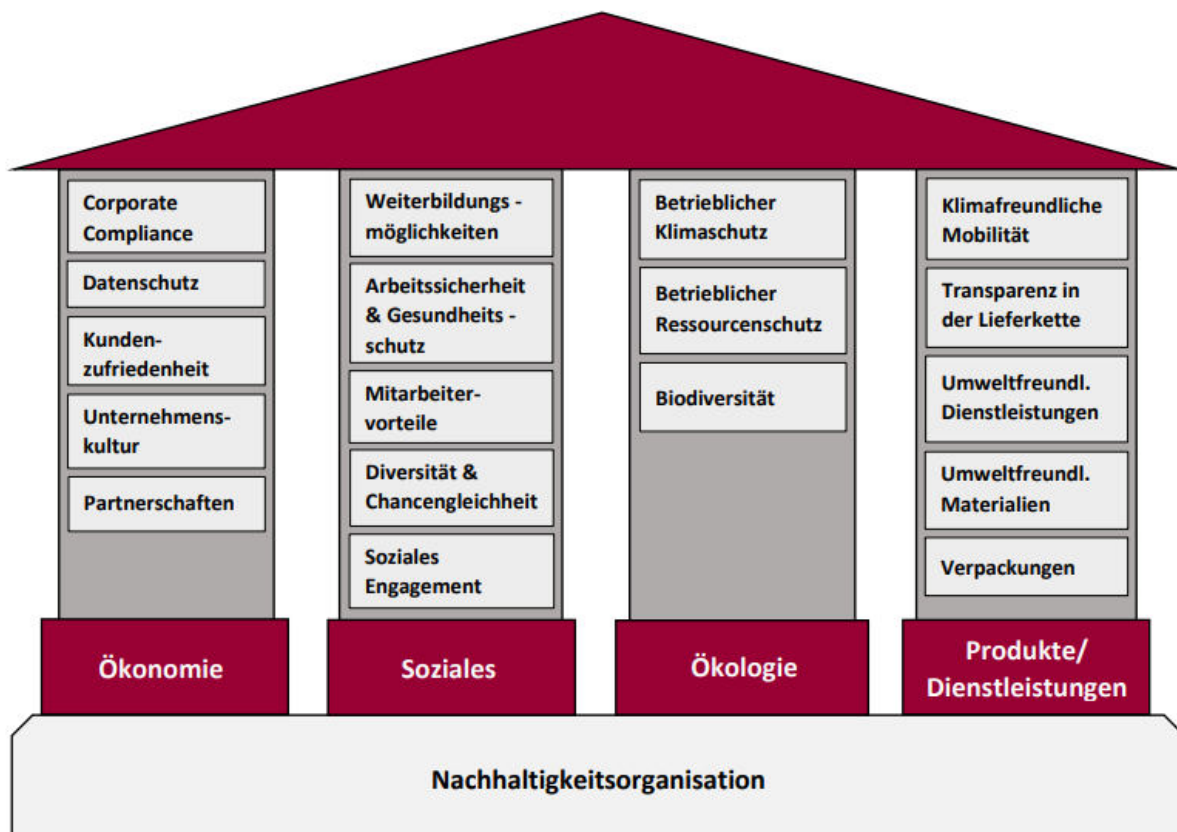 Corporate
Compliance
Datenschutz
Kunden-
zufriedenheit
Unternehmens-
kultur
Partnerschaften
Ökonomie
Weiterbildungs -
möglichkeiten
Arbeitssicherheit
& Gesundheits -
schutz
Mitarbeiter-
vorteile
Diversität &
Chancengleichheit
Soziales
Engagement
Soziales
Betrieblicher
Klimaschutz
Betrieblicher
Ressourcenschutz
Biodiversität
Ökologie
Klimafreundliche
Mobilität
Transparenz in
der Lieferkette
Umweltfreundl.
Dienstleistungen
Umweltfreundl.
Materialien
Verpackungen
Produkte/
Dienstleistungen
Nachhaltigkeitsorganisation